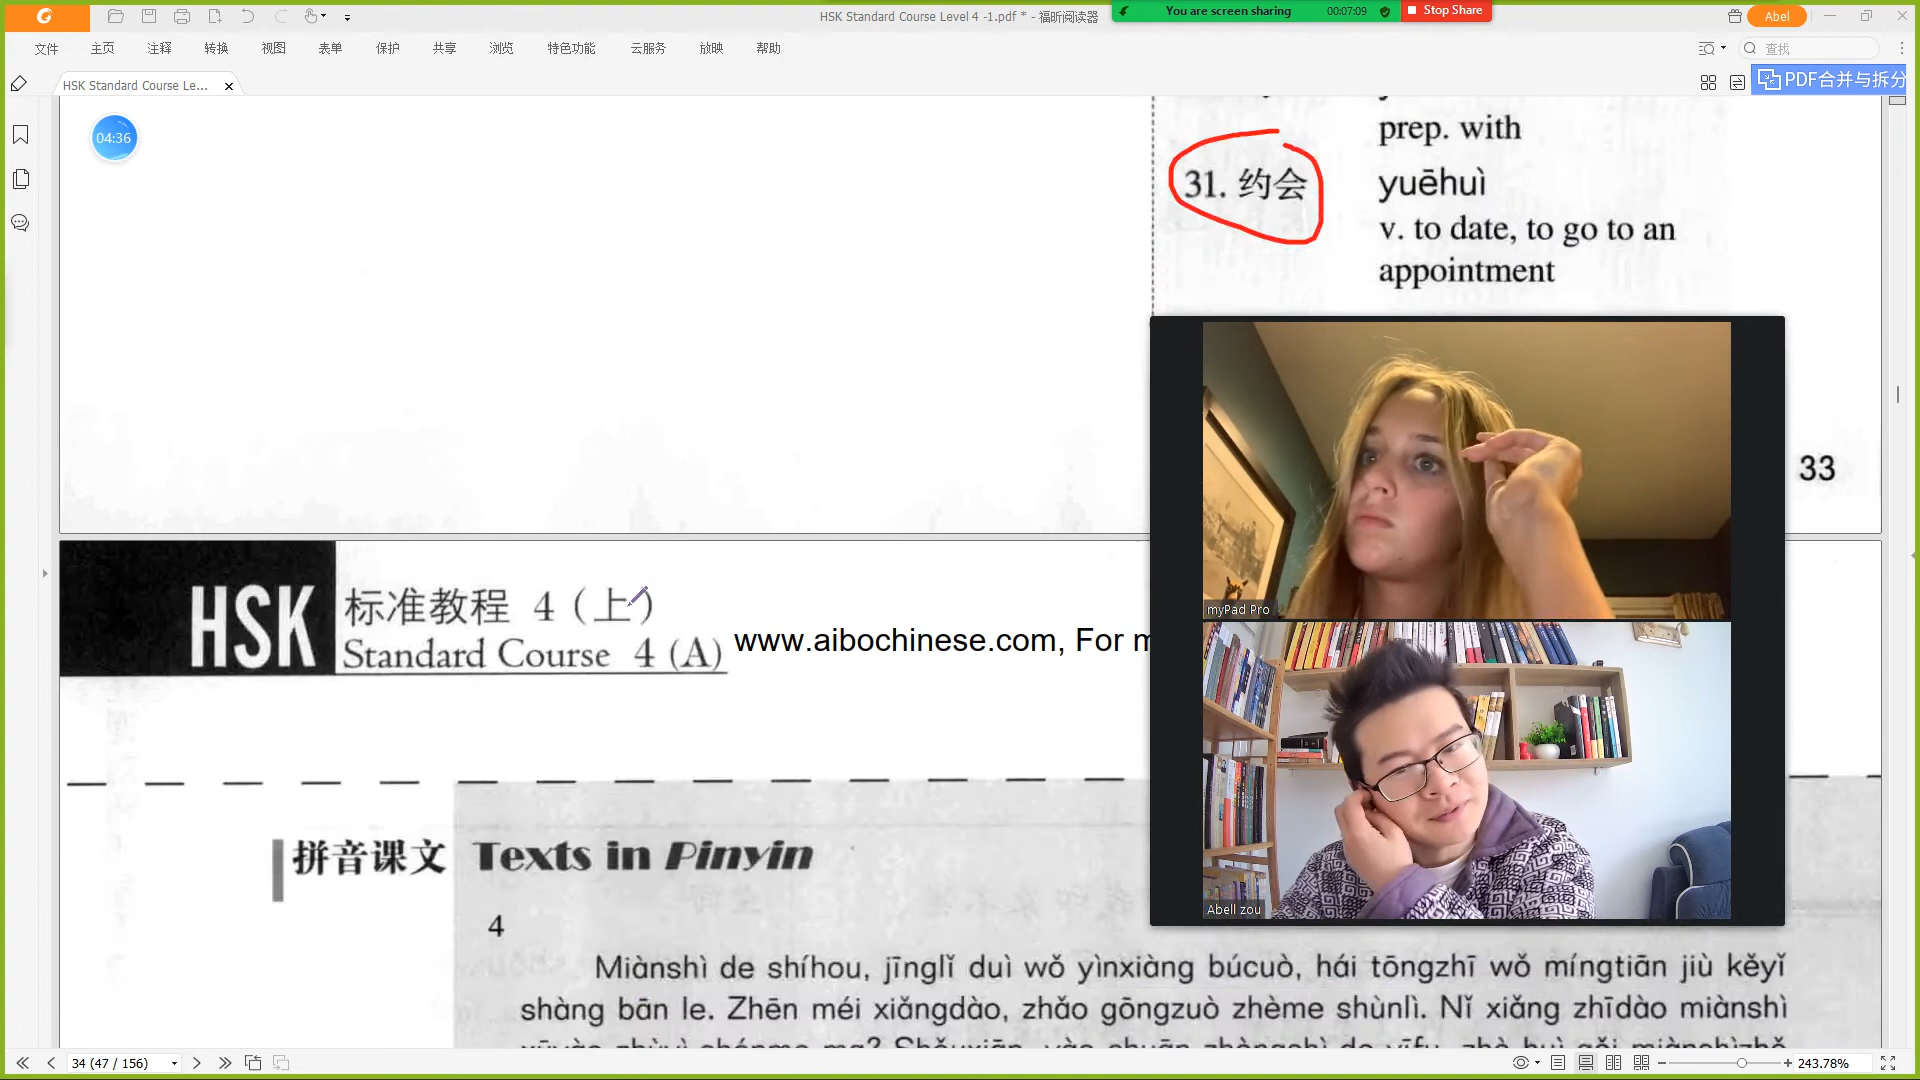 HSK Standard Course Level 4 -1.pdf * - 福昕阅读器
You are screen sharing
00:07:09
Stop Share
Abel
文件 主页 注释 转换 视图 表单 保护 共享 浏览 特色功能 云服务 放映 帮助
查找
HSK Standard Course Le...
PDF合并与拆分
04:36
prep. with
31. 约会 yuēhuì
v. to date, to go to an
appointment
33
myPad Pro
HSK 标准教程 4（上）
Standard Course 4 (A)
www.aibochinese.com, For m
拼音课文 Texts in Pinyin
Abell zou
4
Miànshì de shíhou, jīnglǐ duì wǒ yìnxiàng búcuò, hái tōngzhī wǒ míngtiān jiù kěyǐ
shàng bān le. Zhēn méi xiǎngdào, zhǎo gōngzuò zhème shùnlì. Nǐ xiǎng zhīdào miànshì
34 (47 / 156)
243.78%